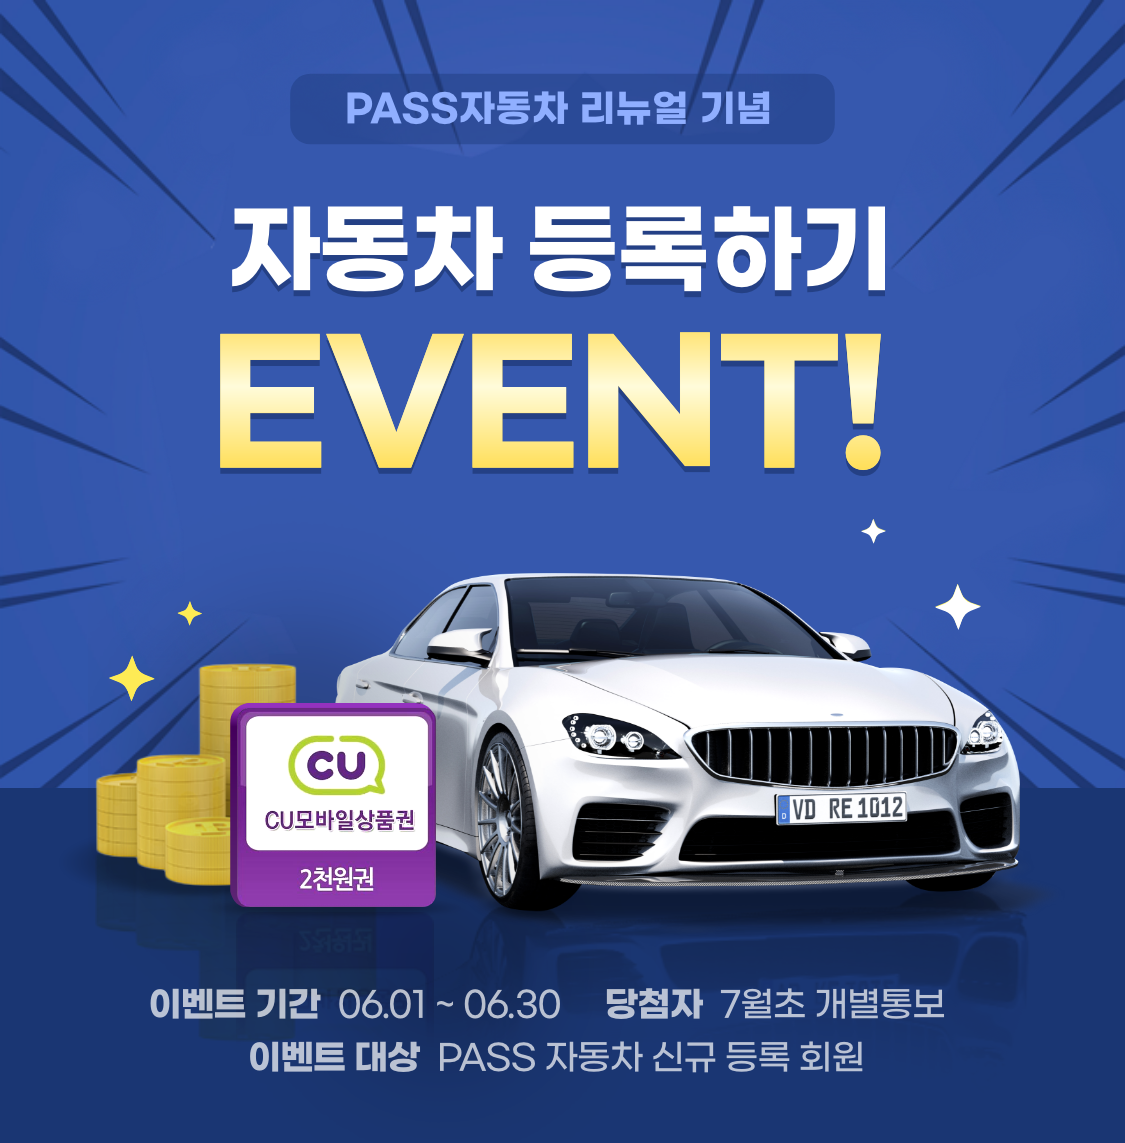 PASS자동차 리뉴얼 기념
자동차 등록하기
EVENT!
CU
CU모바일상품권
2천원권
D
VD RE 1012
이벤트 기간 06.01 ~ 06.30 당첨자 7월초 개별통보
이벤트 대상 PASS 자동차 신규 등록 회원